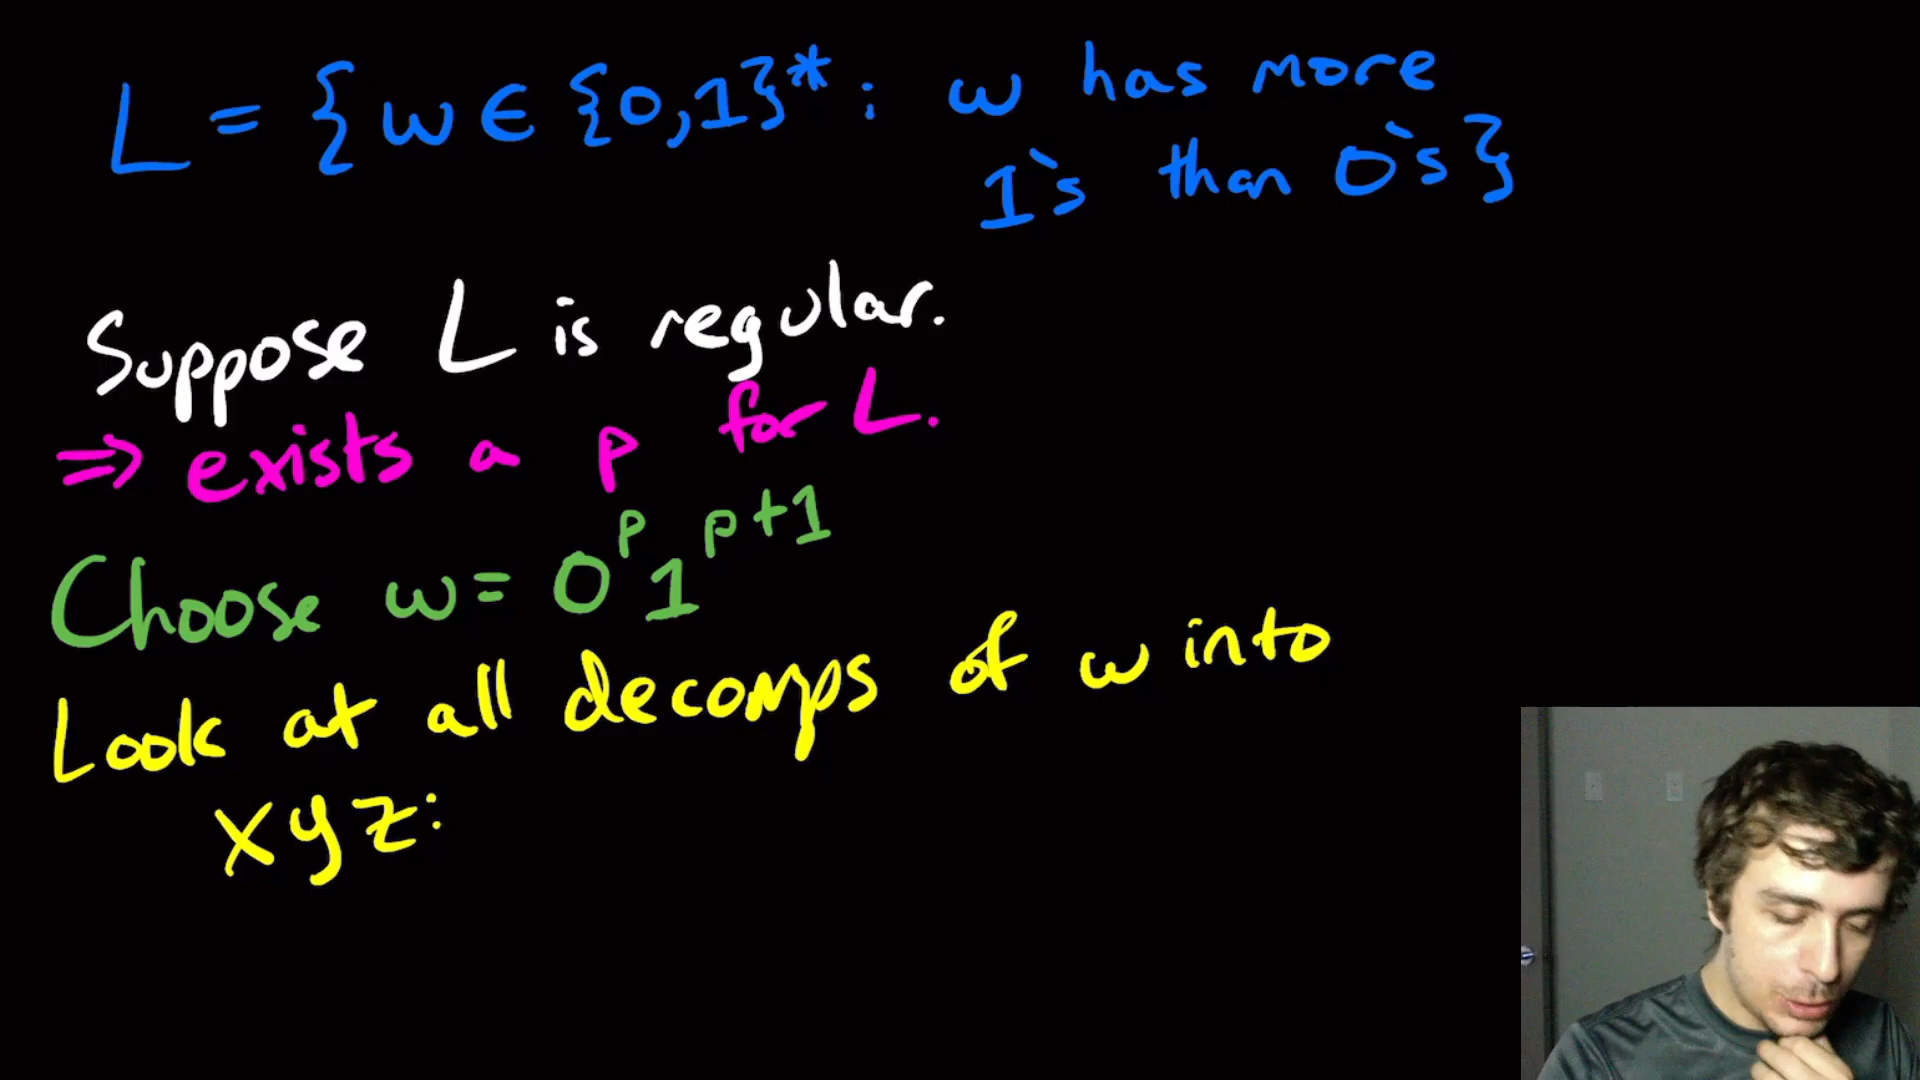 L = {w ∈ {0,1}* : w has more
1's than 0's}
Suppose L is regular.
⇒ exists a p for L.
Choose w = 0^p 1^{p+1}
Look at all decomps of w into
xyz: